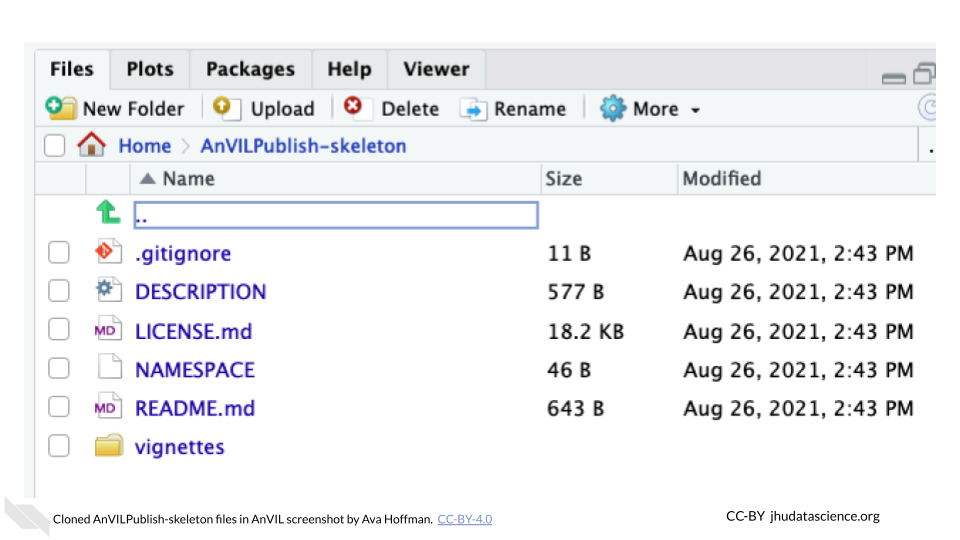 Files Plots Packages Help Viewer
New Folder Upload Delete Rename More
Home AnVILPublish-skeleton .
Name Size Modified
..
.gitignore 11 B Aug 26, 2021, 2:43 PM
DESCRIPTION 577 B Aug 26, 2021, 2:43 PM
MD LICENSE.md 18.2 KB Aug 26, 2021, 2:43 PM
NAMESPACE 46 B Aug 26, 2021, 2:43 PM
MD README.md 643 B Aug 26, 2021, 2:43 PM
vignettes
Cloned AnVILPublish-skeleton files in AnVIL screenshot by Ava Hoffman. CC-BY-4.0
CC-BY jhudatascience.org